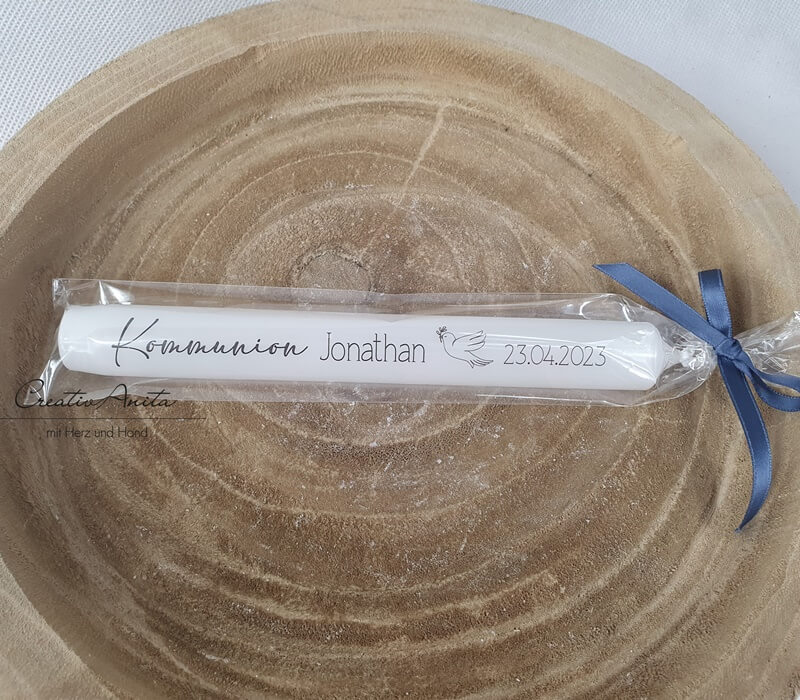 Kommunion Jonathan 23.04.2023
CreativAnita
mit Herz und Hand